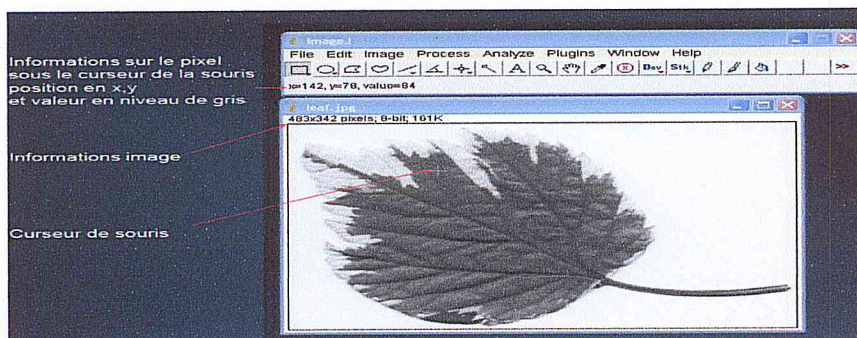 Informations sur le pixel
sous le curseur de la souris
position en x,y
et valeur en niveau de gris
Informations image
Curseur de souris
ImageJ
File Edit Image Process Analyze Plugins Window Help
A Dev Stk >>
x=142, y=78, value=84
leaf.jpg
483x342 pixels; 8-bit; 161K